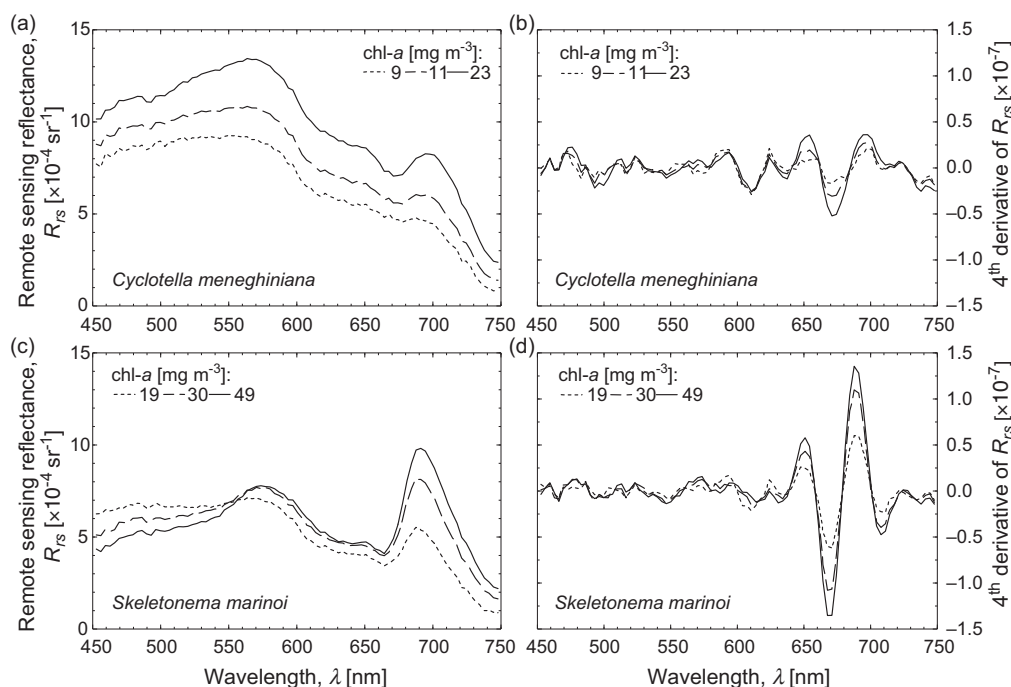 (a)
15
10
5
0
Remote sensing reflectance,
Rrs [×10-4 sr-1]
chl-a [mg m-3]:
9 11 23
Cyclotella meneghiniana
450 500 550 600 650 700 750
(b)
chl-a [mg m-3]:
9 11 23
Cyclotella meneghiniana
1.5
1.0
0.5
0.0
−0.5
−1.0
−1.5
4th derivative of Rrs [×10-7]
450 500 550 600 650 700 750
(c)
15
10
5
0
Remote sensing reflectance,
Rrs [×10-4 sr-1]
chl-a [mg m-3]:
19 30 49
Skeletonema marinoi
450 500 550 600 650 700 750
Wavelength, λ [nm]
(d)
chl-a [mg m-3]:
19 30 49
Skeletonema marinoi
1.5
1.0
0.5
0.0
−0.5
−1.0
−1.5
4th derivative of Rrs [×10-7]
450 500 550 600 650 700 750
Wavelength, λ [nm]